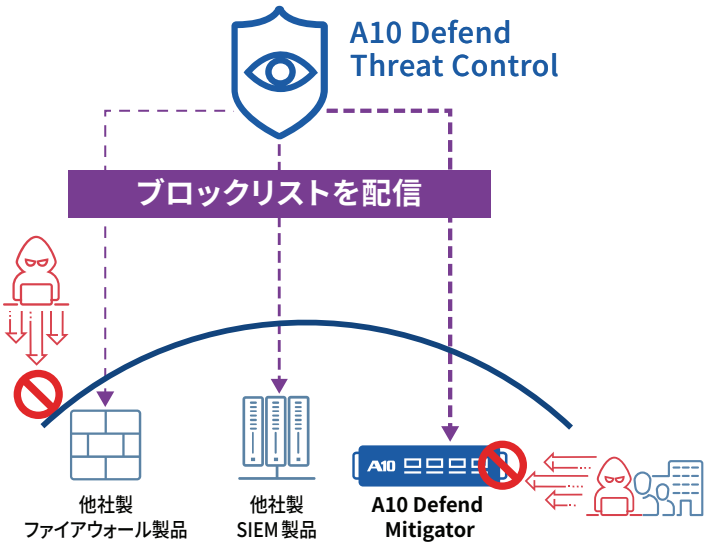 A10 Defend
Threat Control
ブロックリストを配信
他社製
ファイアウォール製品
他社製
SIEM 製品
A10
A10 Defend
Mitigator